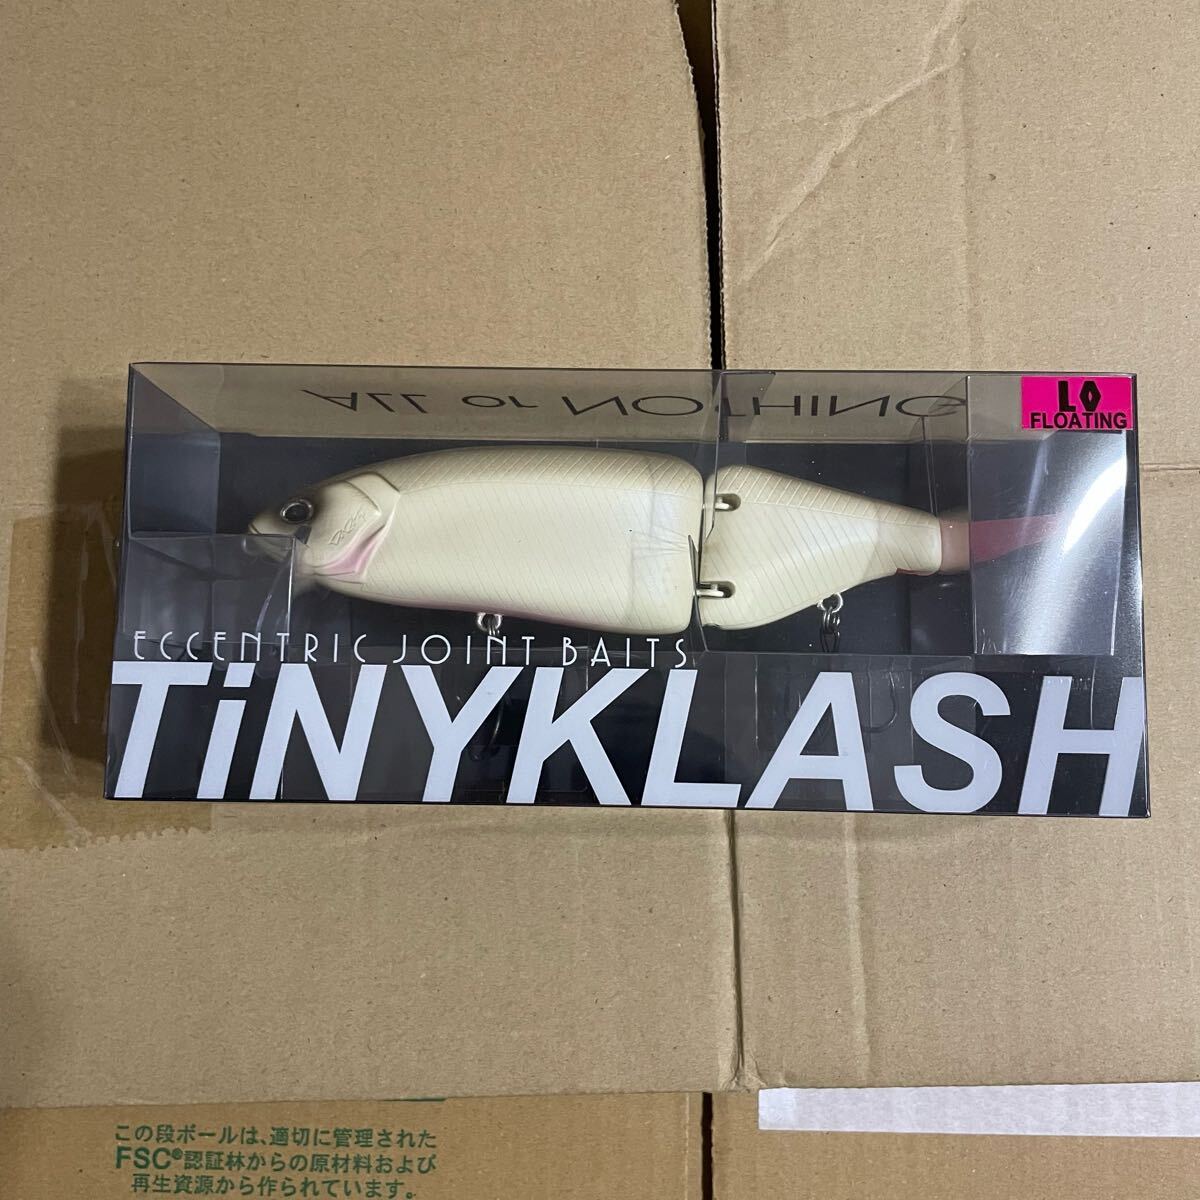 ALL or NOTHING
LO
FLOATING
ECCENTRIC JOINT BAITS
TiNYKLASH
この段ボールは、適切に管理された
FSC®認証林からの原材料および
再生資源から作られています。